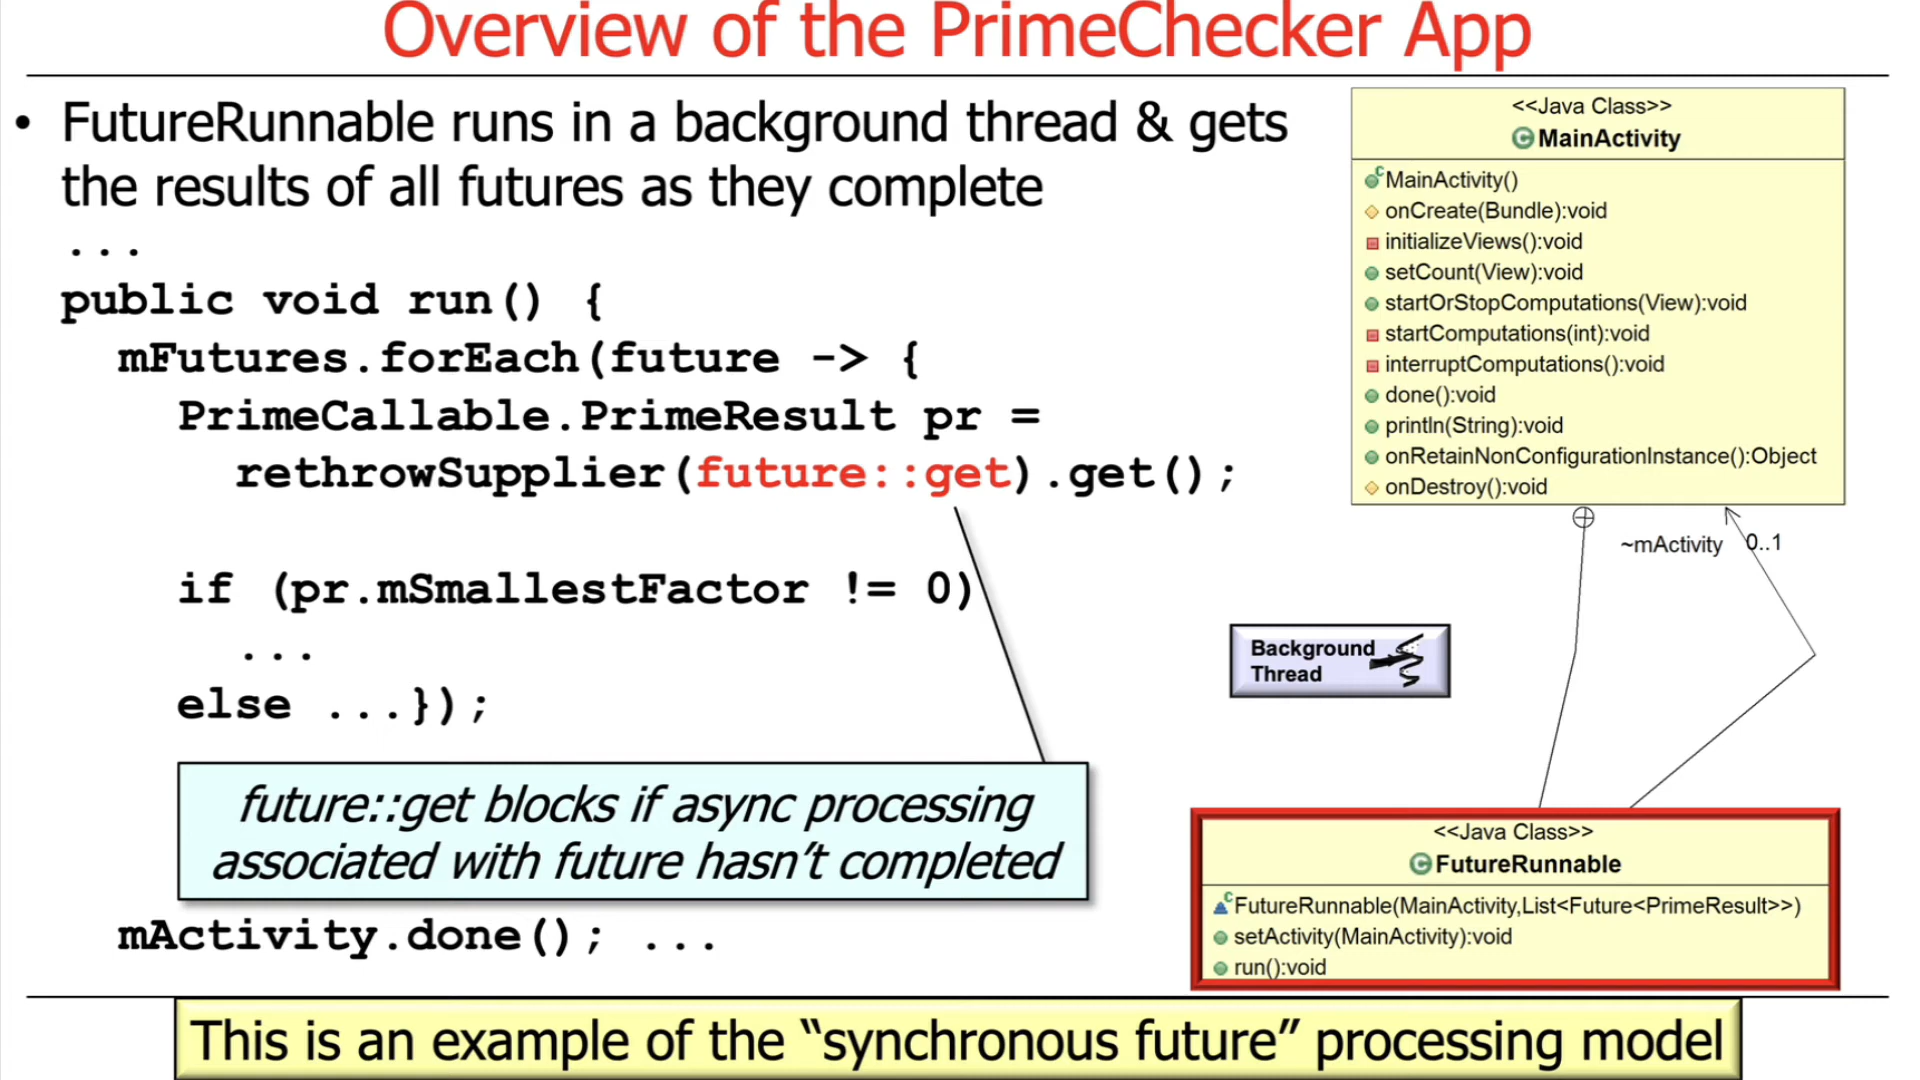 Overview of the PrimeChecker App
• FutureRunnable runs in a background thread & gets
the results of all futures as they complete
...
public void run() {
mFutures.forEach(future -> {
PrimeCallable.PrimeResult pr =
rethrowSupplier(future::get).get();
if (pr.mSmallestFactor != 0)
...
else ...});
future::get blocks if async processing
associated with future hasn’t completed
mActivity.done(); ...
<<Java Class>>
C MainActivity
MainActivity()
onCreate(Bundle):void
initializeViews():void
setCount(View):void
startOrStopComputations(View):void
startComputations(int):void
interruptComputations():void
done():void
println(String):void
onRetainNonConfigurationInstance():Object
onDestroy():void
~mActivity 0..1
Background
Thread
<<Java Class>>
C FutureRunnable
FutureRunnable(MainActivity,List<Future<PrimeResult>>)
setActivity(MainActivity):void
run():void
This is an example of the “synchronous future” processing model